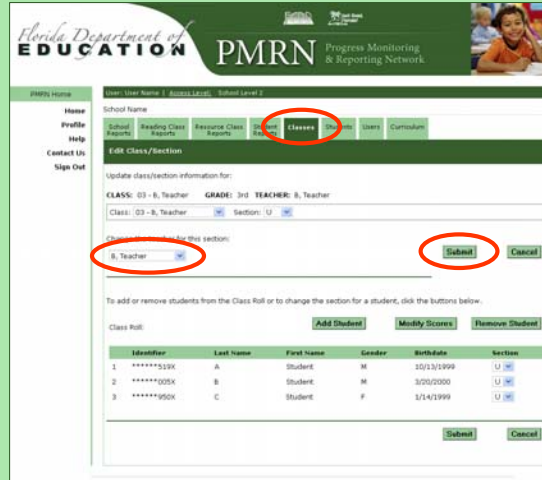 Florida Department of
EDUCATION
PMRN Progress Monitoring
& Reporting Network
PMRN Home
Home
Profile
Help
Contact Us
Sign Out
User: User Name | Access Level: School Level 2
School Name
School Reports
Reading Class Reports
Resource Class Reports
Student Reports
Classes
Students
Users
Curriculum
Edit Class/Section
Update class/section information for:
CLASS: 03 - B, Teacher GRADE: 3rd TEACHER: B, Teacher
Class: 03 - B, Teacher Section: U
Change the teacher for this section:
B, Teacher Submit Cancel
To add or remove students from the Class Roll or to change the section for a student, click the buttons below.
Class Roll: Add Student Modify Scores Remove Student
Identifier Last Name First Name Gender Birthdate Section
1 ******519X A Student M 10/13/1999 U
2 ******005X B Student M 3/20/2000 U
3 ******950X C Student F 1/14/1999 U
Submit Cancel